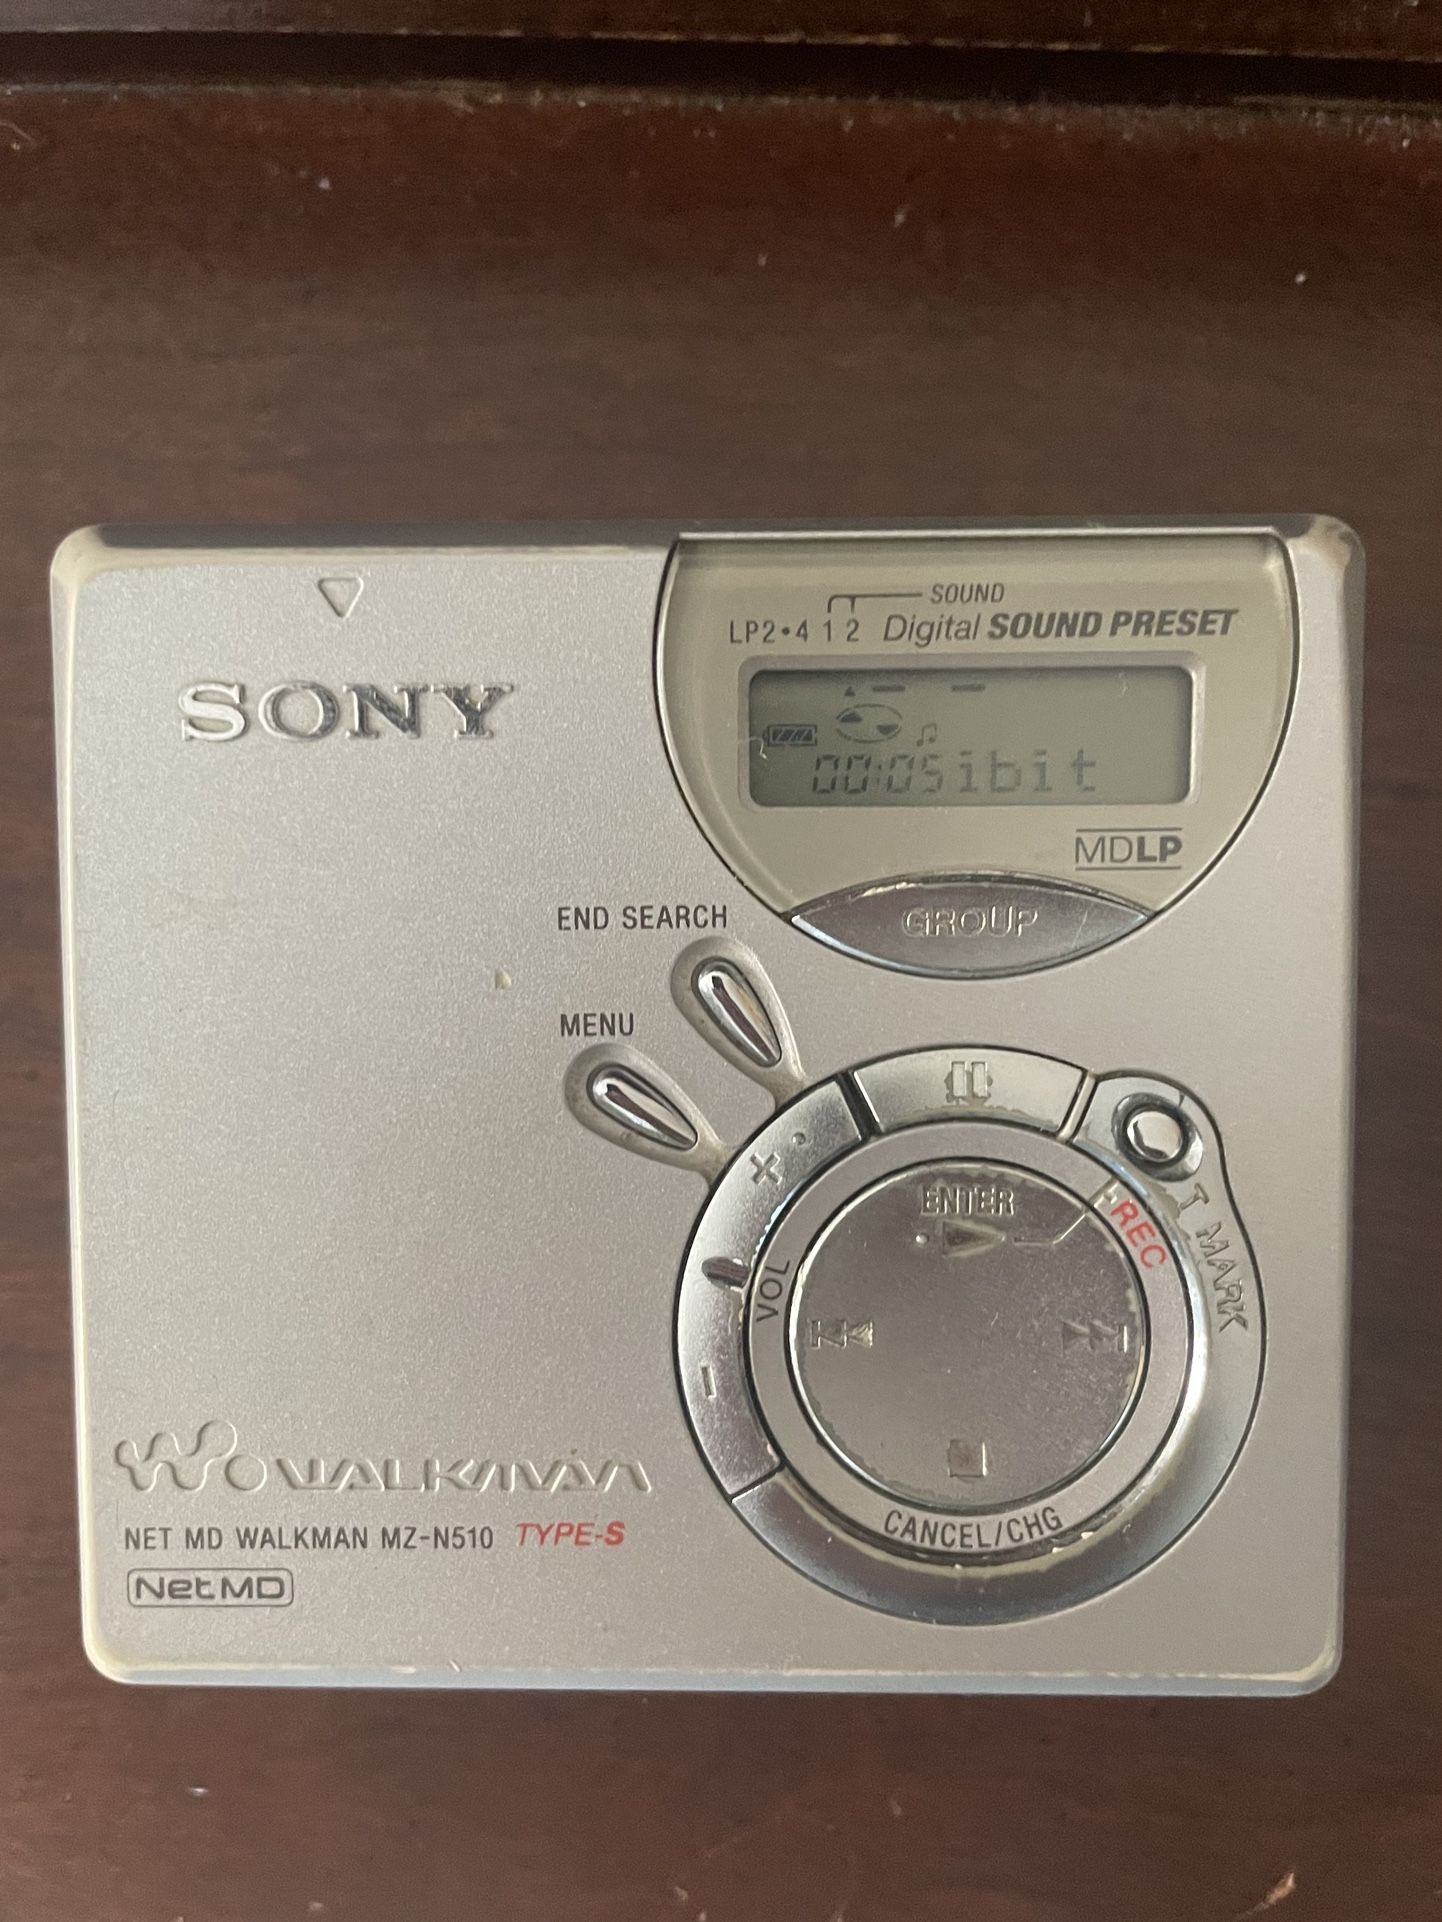 SOUND
LP2•4 1 2 Digital SOUND PRESET
SONY
00:05ibit
MDLP
GROUP
END SEARCH
MENU
ENTER
REC
T MARK
+
VOL
-
CANCEL/CHG
WALKMAN
NET MD WALKMAN MZ-N510 TYPE-S
NetMD